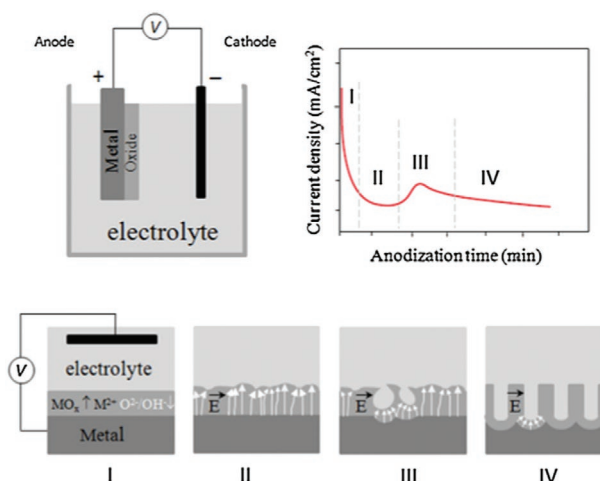 Anode
V
Cathode
+
−
Metal
Oxide
electrolyte
Current density (mA/cm²)
I
II
III
IV
Anodization time (min)
V
electrolyte
MOₓ ↑ M²⁺ O²⁻/OH⁻ ↓
Metal
E
E
E
I
II
III
IV